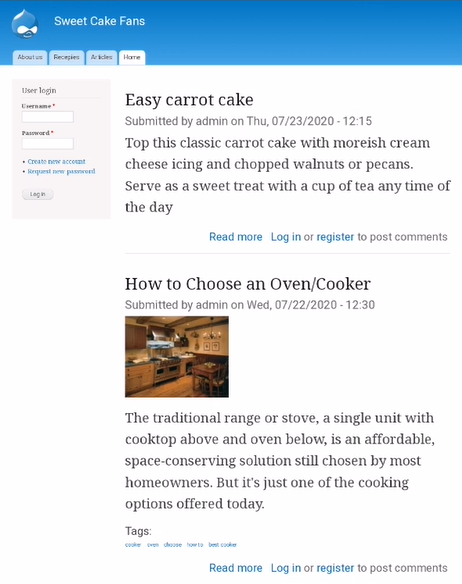 Sweet Cake Fans
About us Recepies Articles Home
User login
Username *
Password *
Create new account
Request new password
Log in
Easy carrot cake
Submitted by admin on Thu, 07/23/2020 - 12:15
Top this classic carrot cake with moreish cream
cheese icing and chopped walnuts or pecans.
Serve as a sweet treat with a cup of tea any time of
the day
Read more Log in or register to post comments
How to Choose an Oven/Cooker
Submitted by admin on Wed, 07/22/2020 - 12:30
The traditional range or stove, a single unit with
cooktop above and oven below, is an affordable,
space-conserving solution still chosen by most
homeowners. But it's just one of the cooking
options offered today.
Tags:
cooker oven choose how to best cooker
Read more Log in or register to post comments